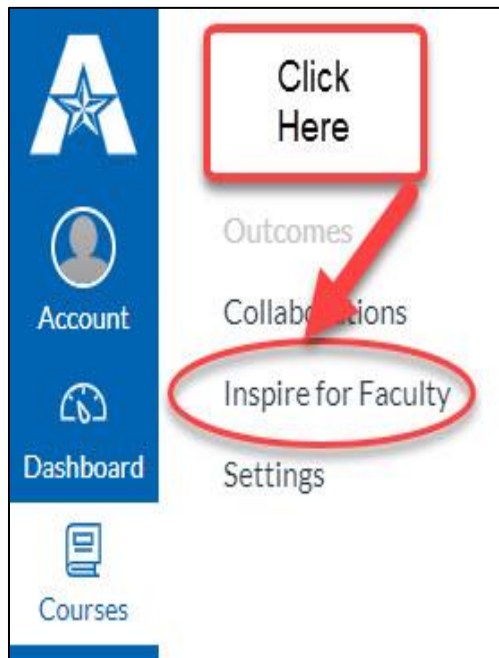 Click
Here
Outcomes
Collaborations
Inspire for Faculty
Settings
Account
Dashboard
Courses